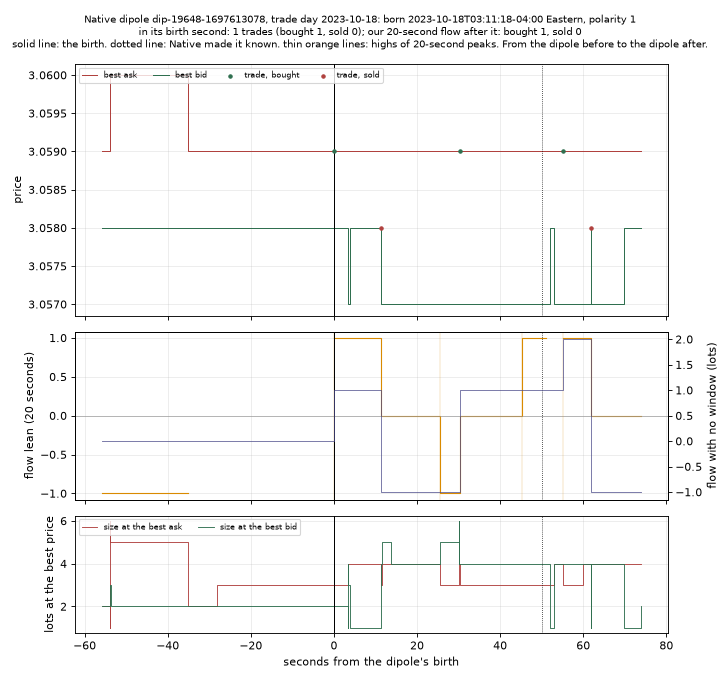 Native dipole dip-19648-1697613078, trade day 2023-10-18: born 2023-10-18T03:11:18-04:00 Eastern, polarity 1
in its birth second: 1 trades (bought 1, sold 0); our 20-second flow after it: bought 1, sold 0
solid line: the birth. dotted line: Native made it known. thin orange lines: highs of 20-second peaks. From the dipole before to the dipole after.
best ask
best bid
trade, bought
trade, sold
3.0600
3.0595
3.0590
3.0585
3.0580
3.0575
3.0570
price
1.0
0.5
0.0
−0.5
−1.0
flow lean (20 seconds)
2.0
1.5
1.0
0.5
0.0
−0.5
−1.0
flow with no window (lots)
size at the best ask
size at the best bid
6
4
2
lots at the best price
−60
−40
−20
0
20
40
60
80
seconds from the dipole's birth